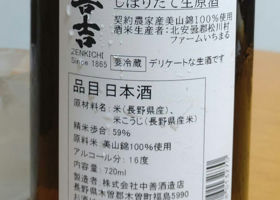 しぼりたて生原酒
善吉
ZENKICHI
Since 1865
契約農家産美山錦100%使用
酒米生産者:北安曇郡松川村
ファームいちまる
要冷蔵 デリケートな生酒です
品目 日本酒
原材料名:米(長野県産)、
米こうじ(長野県産米)
精米歩合:59%
原料米:美山錦100%使用
アルコール分:16度
内容量:720ml
製造者:株式会社中善酒造店
長野県木曽郡木曽町福島5990